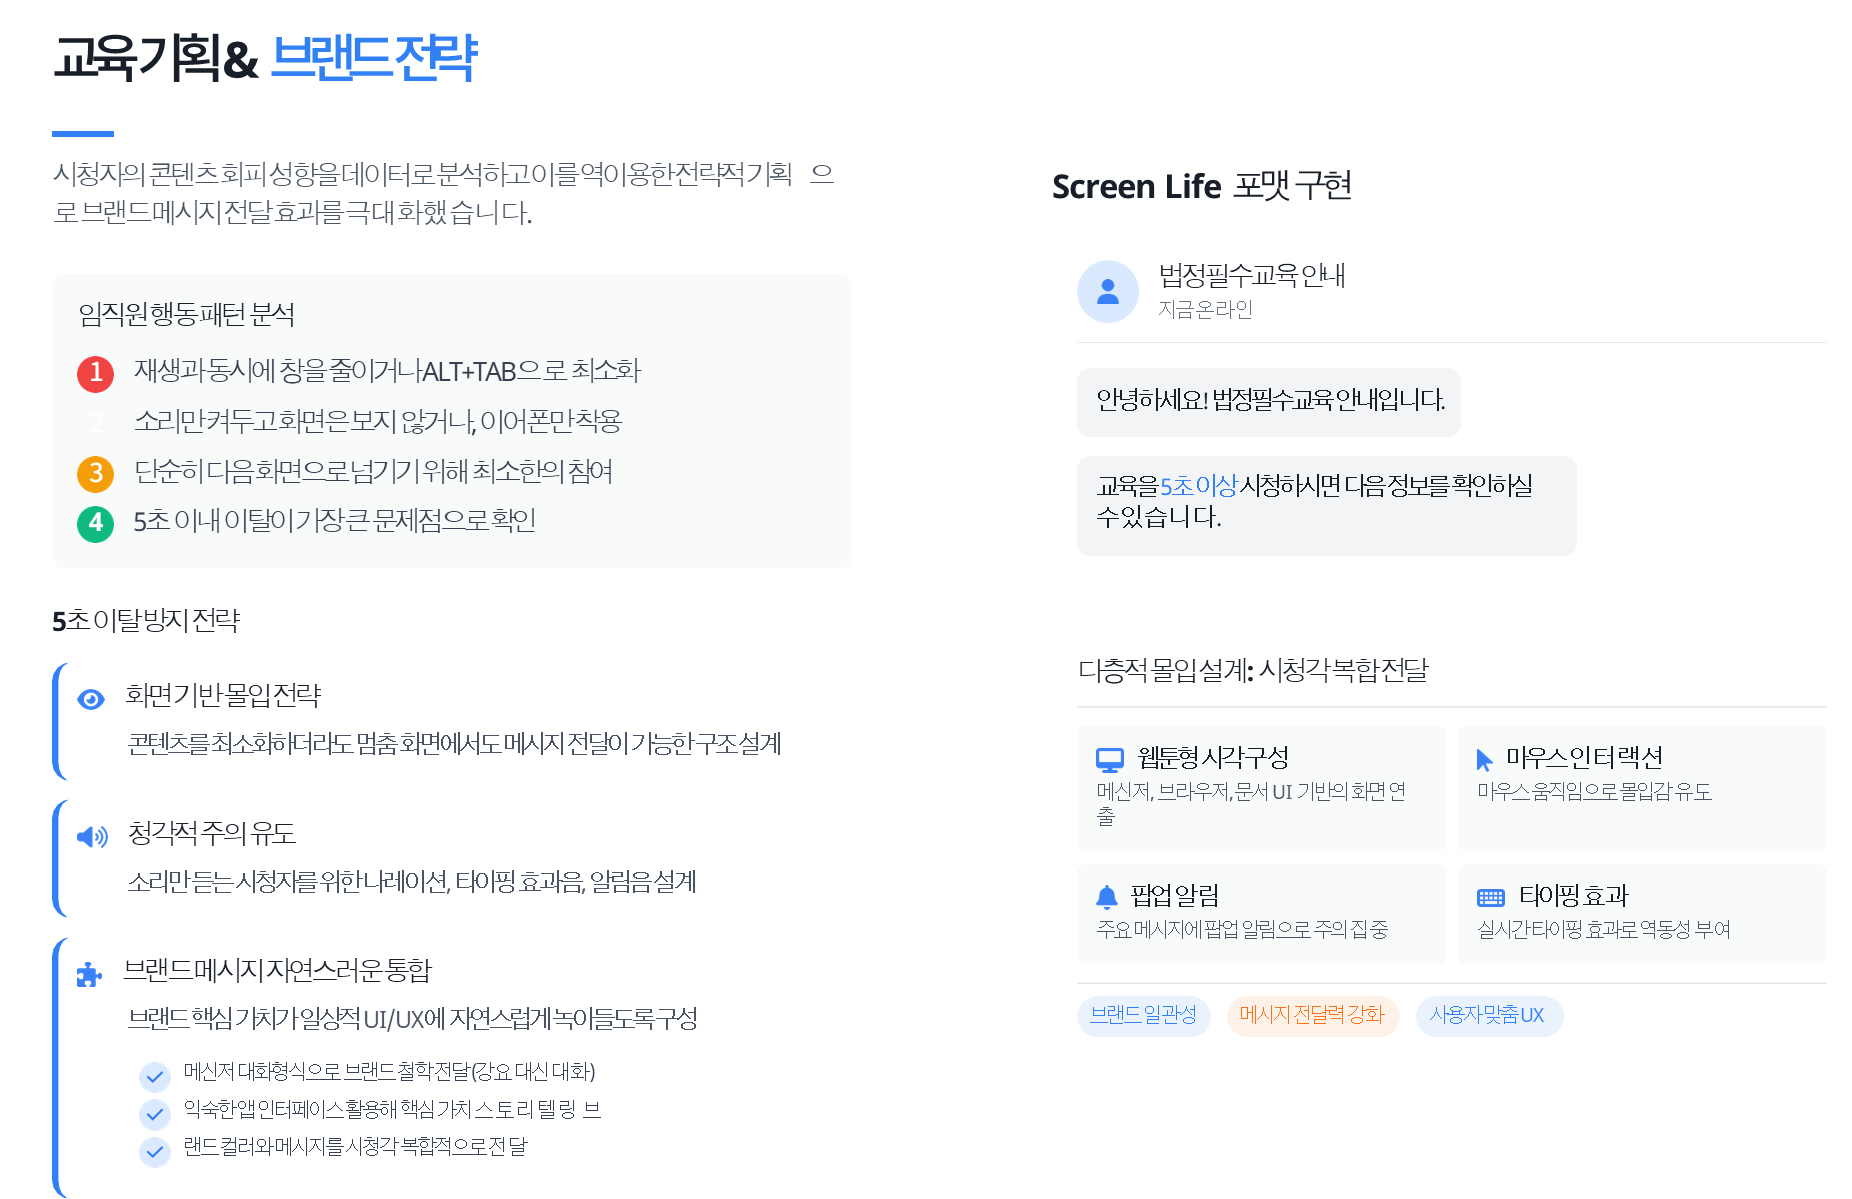 교육 기획 & 브랜드 전략
시청자의 콘텐츠 회피 성향을 데이터로 분석하고 이를 역이용한 전략적 기획 으
로 브랜드 메시지 전달 효과를 극대화했습니다.
임직원 행동 패턴 분석
1 재생과 동시에 창을 줄이거나 ALT+TAB으로 최소화
2 소리만 켜두고 화면은 보지 않거나, 이어폰만 착용
3 단순히 다음 화면으로 넘기기 위해 최소한의 참여
4 5초 이내 이탈이 가장 큰 문제점으로 확인
5초 이탈 방지 전략
화면 기반 몰입 전략
콘텐츠를 최소화하더라도 멈춤 화면에서도 메시지 전달이 가능한 구조 설계
청각적 주의 유도
소리만 듣는 시청자를 위한 나레이션, 타이핑 효과음, 알림음 설계
브랜드 메시지 자연스러운 통합
브랜드 핵심 가치가 일상적 UI/UX에 자연스럽게 녹아들도록 구성
메신저 대화형식으로 브랜드 철학 전달 (강요 대신 대화)
익숙한 앱 인터페이스 활용해 핵심 가치 스토리텔링 브
랜드 컬러와 메시지를 시청각 복합적으로 전달
Screen Life 포맷 구현
법정필수교육 안내
지금 온라인
안녕하세요! 법정필수교육 안내입니다.
교육을 5초 이상 시청하시면 다음 정보를 확인하실
수 있습니다.
다층적 몰입 설계: 시청각 복합 전달
웹툰형 시각 구성
메신저, 브라우저, 문서 UI 기반의 화면 연
출
마우스 인터랙션
마우스 움직임으로 몰입감 유도
팝업 알림
주요 메시지에 팝업 알림으로 주의 집중
타이핑 효과
실시간 타이핑 효과로 역동성 부여
브랜드 일관성 메시지 전달력 강화 사용자 맞춤 UX